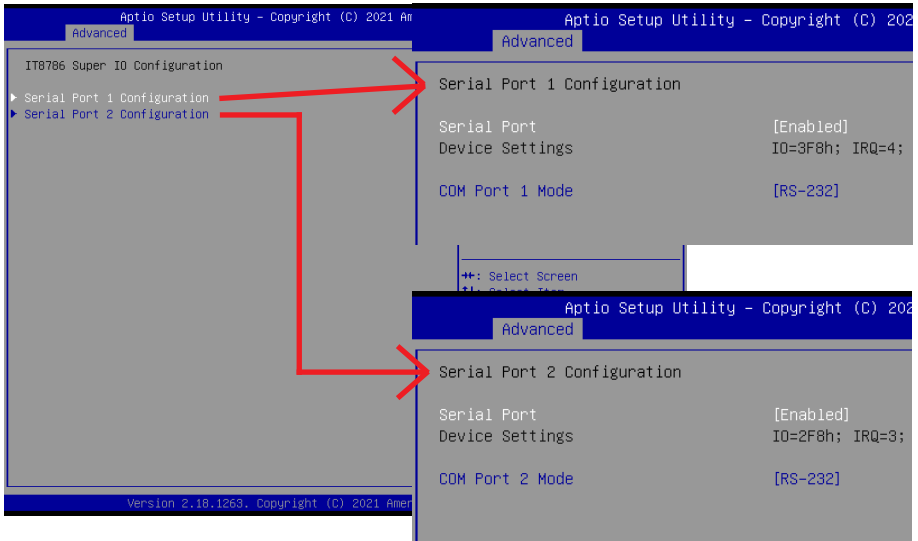 Aptio Setup Utility – Copyright (C) 2021 Am
Advanced
IT8786 Super IO Configuration
Serial Port 1 Configuration
Serial Port 2 Configuration
Version 2.18.1263. Copyright (C) 2021 Amer
Aptio Setup Utility – Copyright (C) 202
Advanced
Serial Port 1 Configuration
Serial Port [Enabled]
Device Settings IO=3F8h; IRQ=4;
COM Port 1 Mode [RS-232]
→←: Select Screen
↑↓: Select Item
Aptio Setup Utility – Copyright (C) 202
Advanced
Serial Port 2 Configuration
Serial Port [Enabled]
Device Settings IO=2F8h; IRQ=3;
COM Port 2 Mode [RS-232]